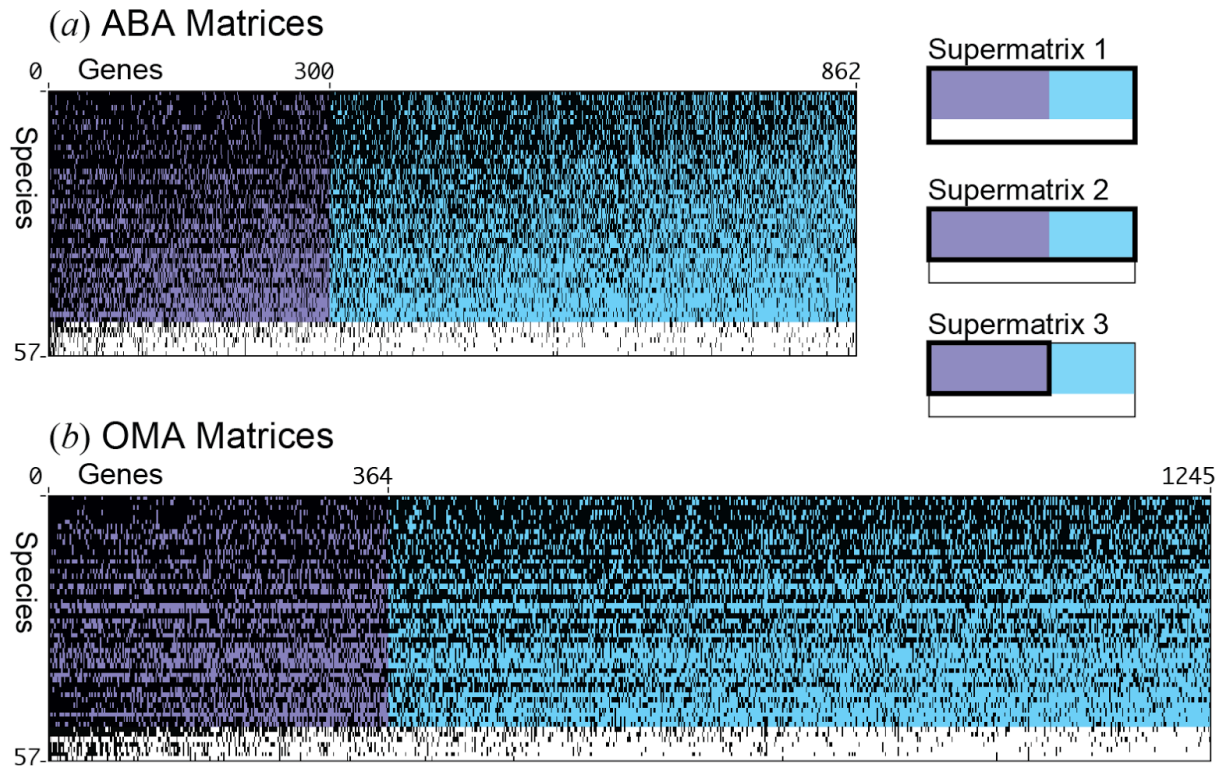 (a) ABA Matrices
0 Genes 300 862
Species
57
Supermatrix 1
Supermatrix 2
Supermatrix 3
(b) OMA Matrices
0 Genes 364 1245
Species
57